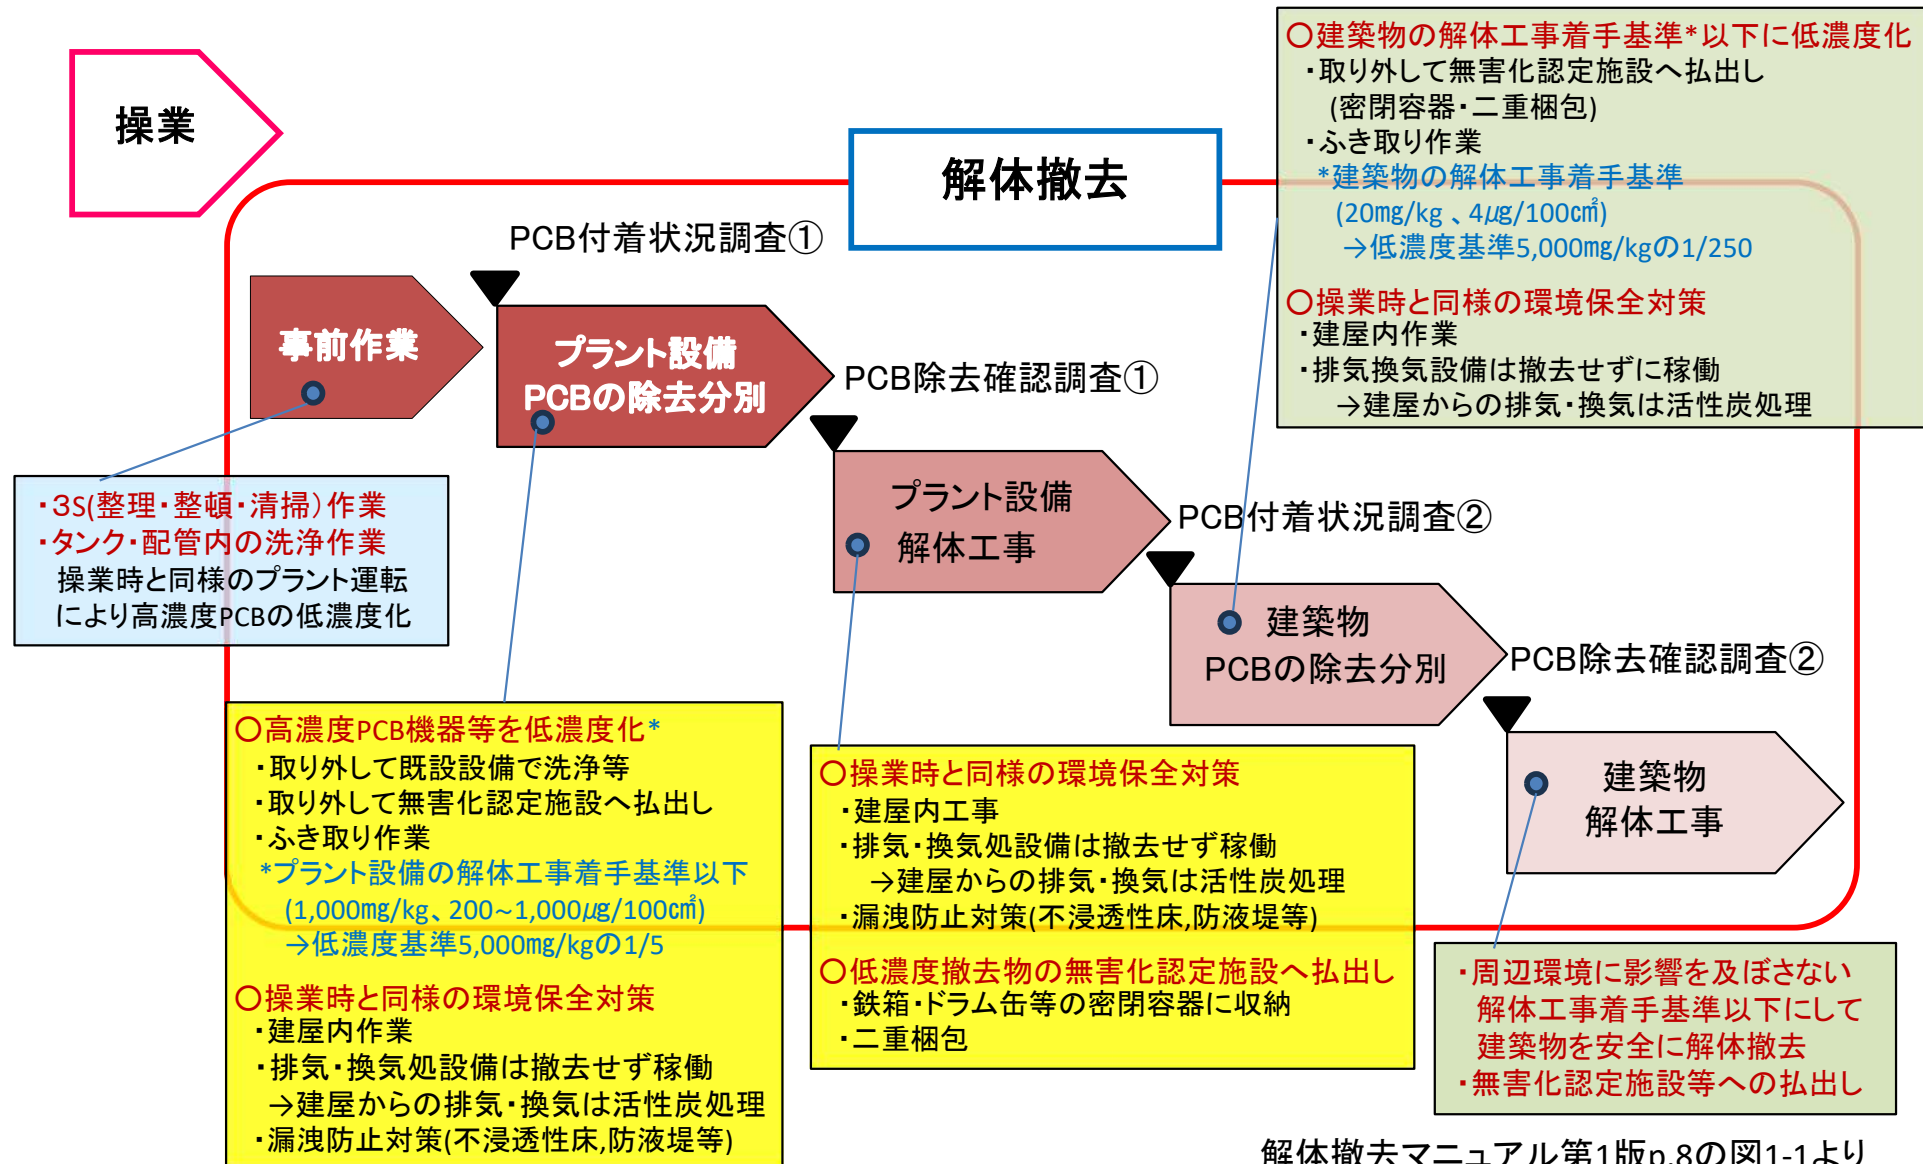 操業
解体撤去
PCB付着状況調査①
事前作業
プラント設備
PCBの除去分別
PCB除去確認調査①
プラント設備
解体工事
PCB付着状況調査②
建築物
PCBの除去分別
PCB除去確認調査②
建築物
解体工事
○建築物の解体工事着手基準*以下に低濃度化
・取り外して無害化認定施設へ払出し
(密閉容器・二重梱包)
・ふき取り作業
*建築物の解体工事着手基準
(20㎎/kg 、4㎍/100㎠)
→低濃度基準5,000㎎/kgの1/250
○操業時と同様の環境保全対策
・建屋内作業
・排気換気設備は撤去せずに稼働
→建屋からの排気・換気は活性炭処理
・3S(整理・整頓・清掃）作業
・タンク・配管内の洗浄作業
操業時と同様のプラント運転
により高濃度PCBの低濃度化
○高濃度PCB機器等を低濃度化*
・取り外して既設設備で洗浄等
・取り外して無害化認定施設へ払出し
・ふき取り作業
*プラント設備の解体工事着手基準以下
(1,000㎎/kg、200~1,000㎍/100㎠)
→低濃度基準5,000㎎/kgの1/5
○操業時と同様の環境保全対策
・建屋内作業
・排気・換気処設備は撤去せず稼働
→建屋からの排気・換気は活性炭処理
・漏洩防止対策(不浸透性床,防液堤等)
○操業時と同様の環境保全対策
・建屋内工事
・排気・換気処設備は撤去せず稼働
→建屋からの排気・換気は活性炭処理
・漏洩防止対策(不浸透性床,防液堤等)
○低濃度撤去物の無害化認定施設へ払出し
・鉄箱・ドラム缶等の密閉容器に収納
・二重梱包
・周辺環境に影響を及ぼさない
解体工事着手基準以下にして
建築物を安全に解体撤去
・無害化認定施設等への払出し
解体撤去マニュアル第1版p.8の図1-1より